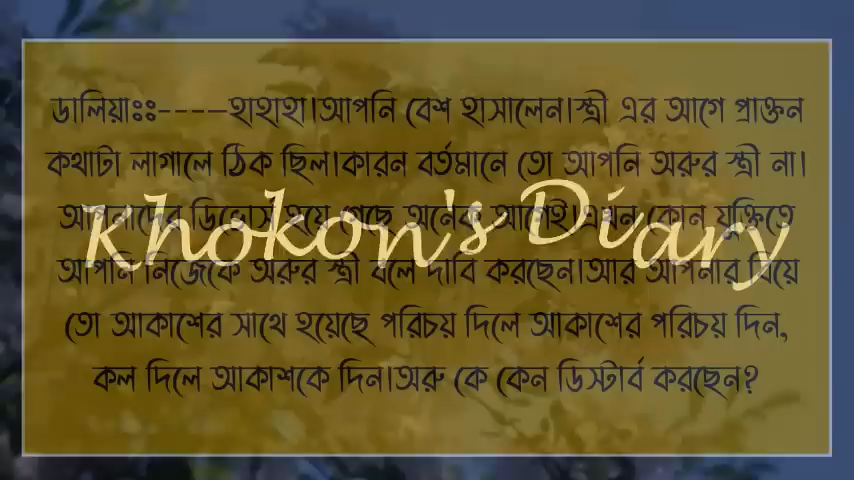 ডালিয়াঃঃ----হাহাহা।আপনি বেশ হাসালেন।স্ত্রী এর আগে প্রাক্তন
কথাটা লাগালে ঠিক ছিল।কারন বর্তমানে তো আপনি অরুর স্ত্রী না।
আপনাদের ডিভোর্স হয়ে গেছে অনেক আগেই।এখন কোন যুক্তিতে
আপনি নিজেকে অরুর স্ত্রী বলে দাবি করছেন।আর আপনার বিয়ে
তো আকাশের সাথে হয়েছে পরিচয় দিলে আকাশের পরিচয় দিন,
কল দিলে আকাশকে দিন।অরু কে কেন ডিস্টার্ব করছেন?
Khokon's Diary